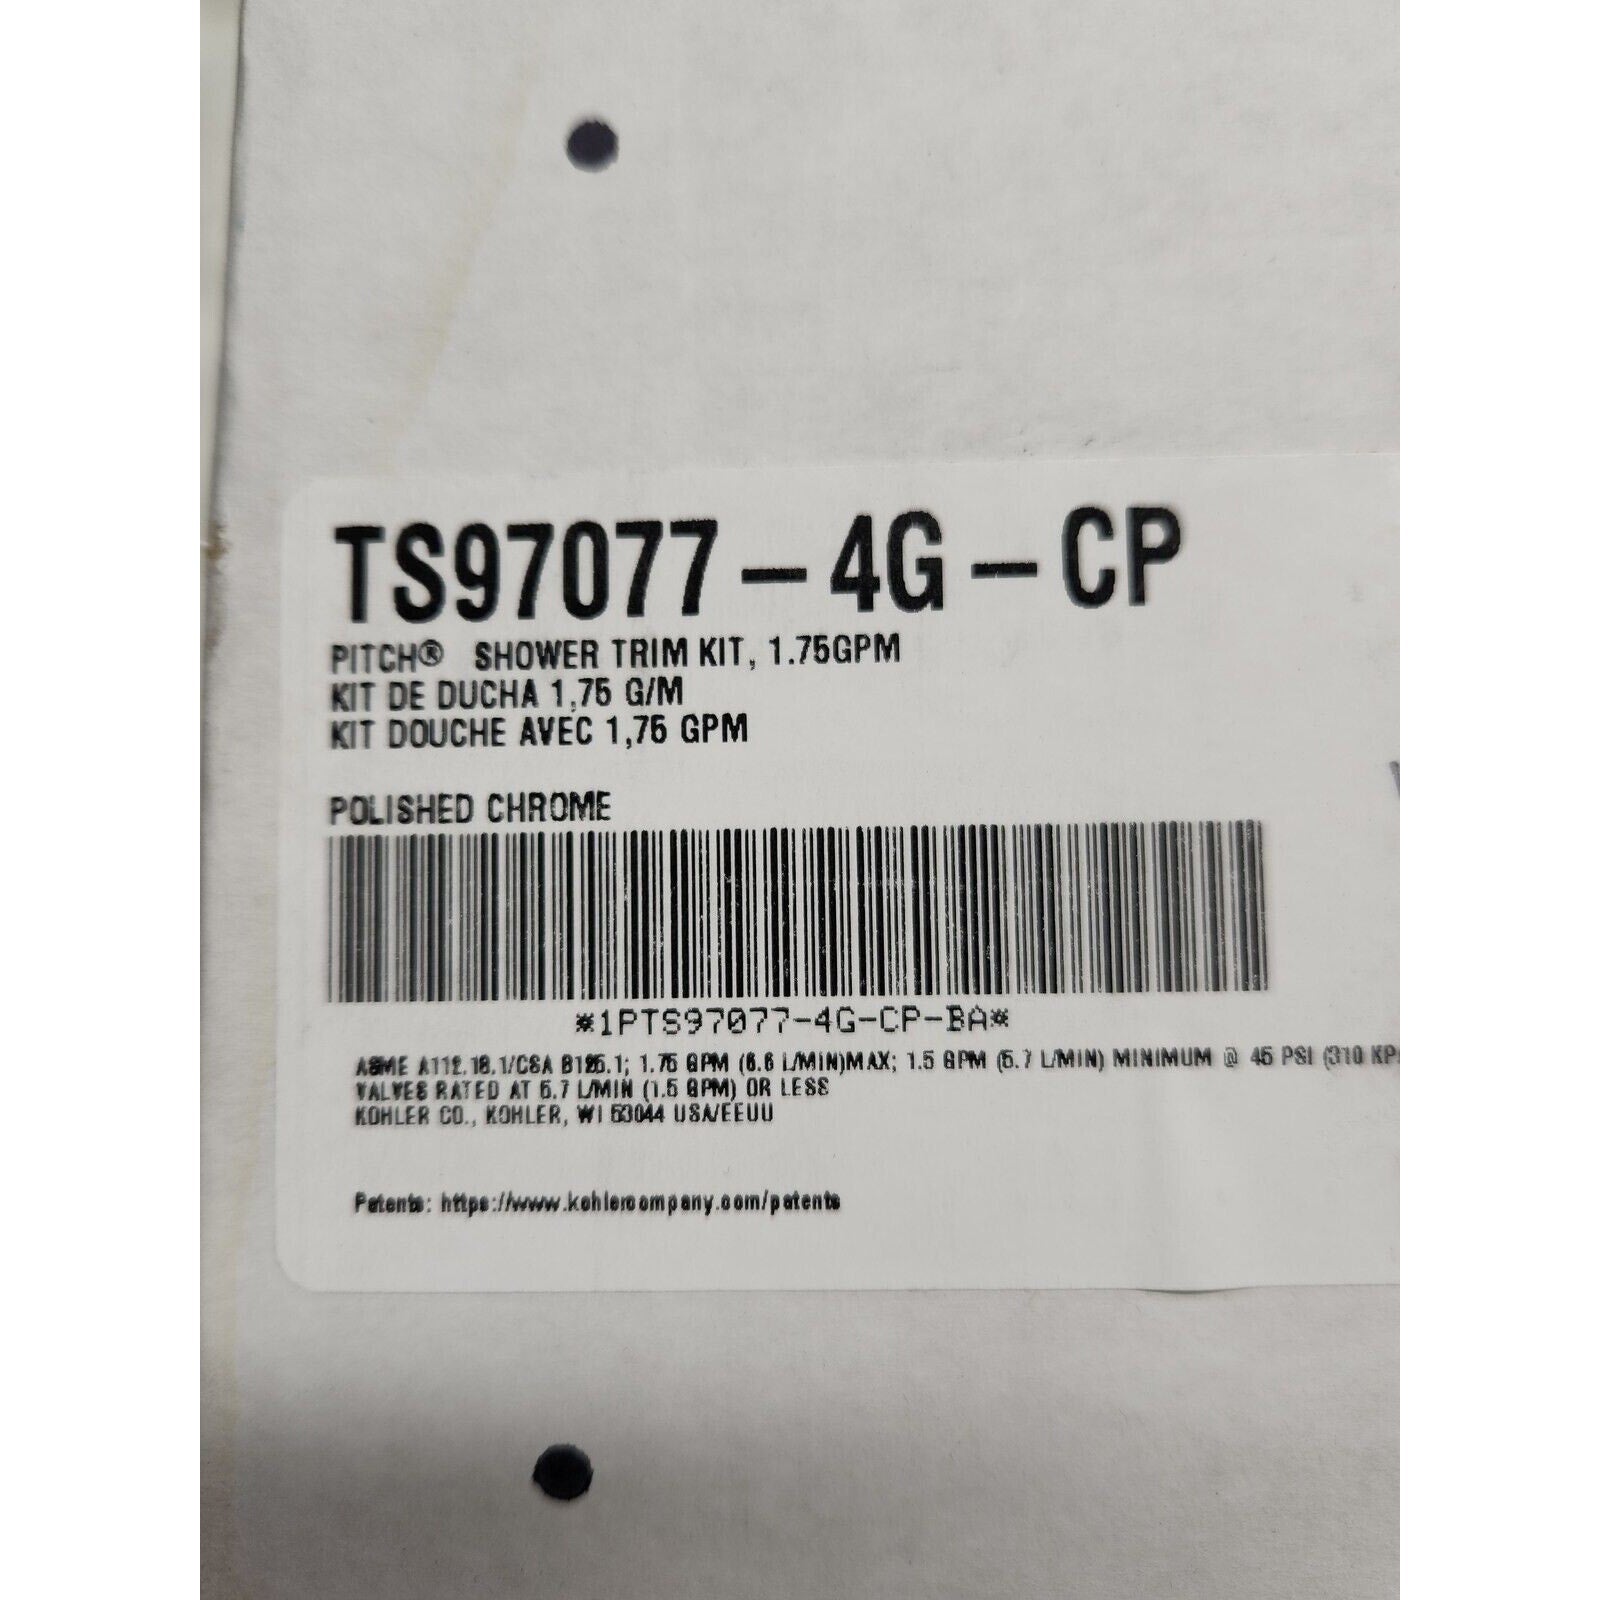 TS97077-4G-CP
PITCH® SHOWER TRIM KIT, 1.75GPM
KIT DE DUCHA 1,75 G/M
KIT DOUCHE AVEC 1,75 GPM
POLISHED CHROME
*1PTS97077-4G-CP-BA*
ASME A112.18.1/CSA B125.1; 1.75 GPM (6.6 L/MIN)MAX; 1.5 GPM (5.7 L/MIN) MINIMUM @ 45 PSI (310 KP
VALVES RATED AT 5.7 L/MIN (1.5 GPM) OR LESS
KOHLER CO., KOHLER, WI 53044 USA/EEUU
Patents: https://www.kohlercompany.com/patents